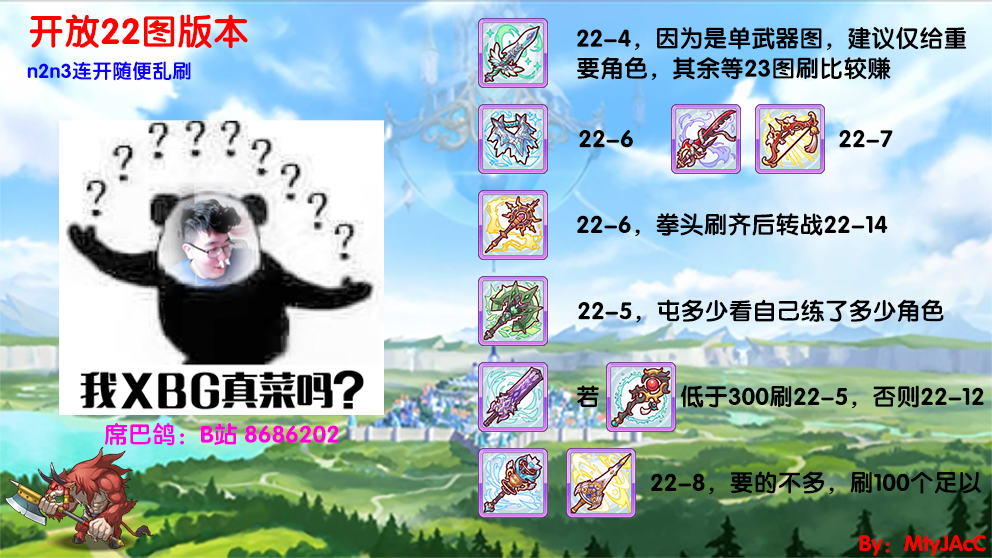 开放22图版本
n2n3连开随便乱刷
? ? ? ? ? ? ? ? ?
我XBG真菜吗?
席巴鸽：B站 8686202
22-4，因为是单武器图，建议仅给重
要角色，其余等23图刷比较赚
22-6
22-7
22-6，拳头刷齐后转战22-14
22-5，屯多少看自己练了多少角色
若 低于300刷22-5，否则22-12
22-8，要的不多，刷100个足以
By：MtyJAcC